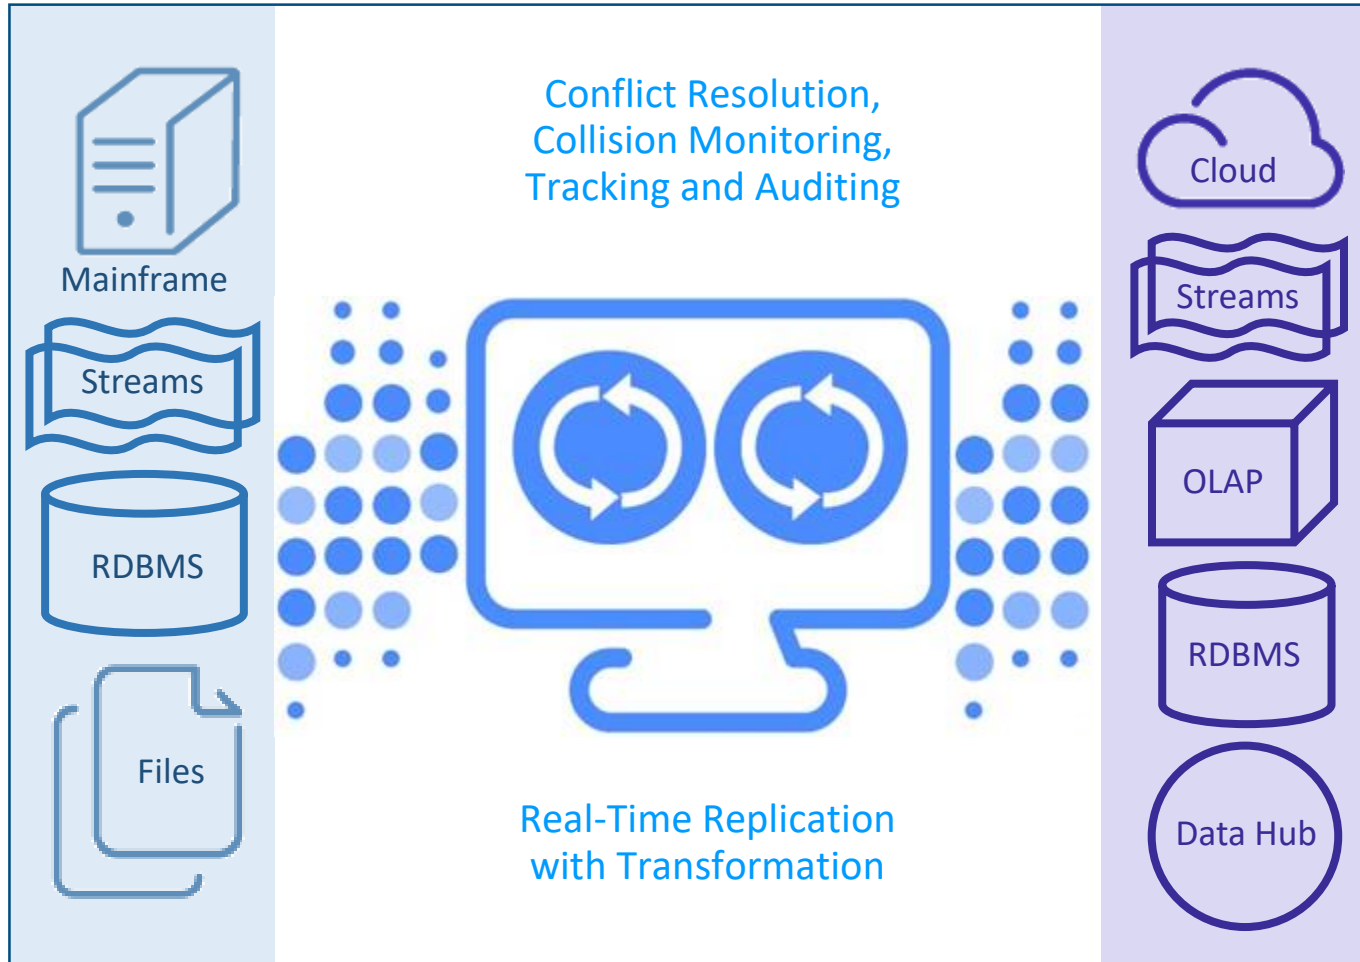 Mainframe
Streams
RDBMS
Files
Conflict Resolution,
Collision Monitoring,
Tracking and Auditing
Real-Time Replication
with Transformation
Cloud
Streams
OLAP
RDBMS
Data Hub